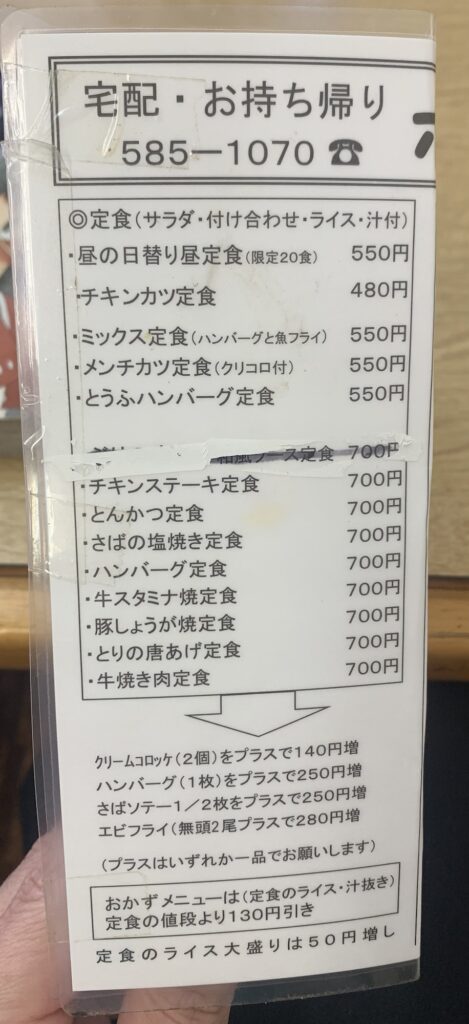 宅配・お持ち帰り
585ー1070 ☎
◎定食（サラダ・付け合わせ・ライス・汁付）
・昼の日替り昼定食（限定20食） 550円
・チキンカツ定食 480円
・ミックス定食（ハンバーグと魚フライ） 550円
・メンチカツ定食（クリコロ付） 550円
・とうふハンバーグ定食 550円
和風ソース定食 700円
・チキンステーキ定食 700円
・とんかつ定食 700円
・さばの塩焼き定食 700円
・ハンバーグ定食 700円
・牛スタミナ焼定食 700円
・豚しょうが焼定食 700円
・とりの唐あげ定食 700円
・牛焼き肉定食 700円
クリームコロッケ（２個）をプラスで140円増
ハンバーグ（１枚）をプラスで250円増
さばソテー１／２枚をプラスで250円増
エビフライ（無頭２尾プラスで280円増
（プラスはいずれか一品でお願いします）
おかずメニューは（定食のライス・汁抜き）
定食の値段より130円引き
定食のライス大盛りは５０円増し